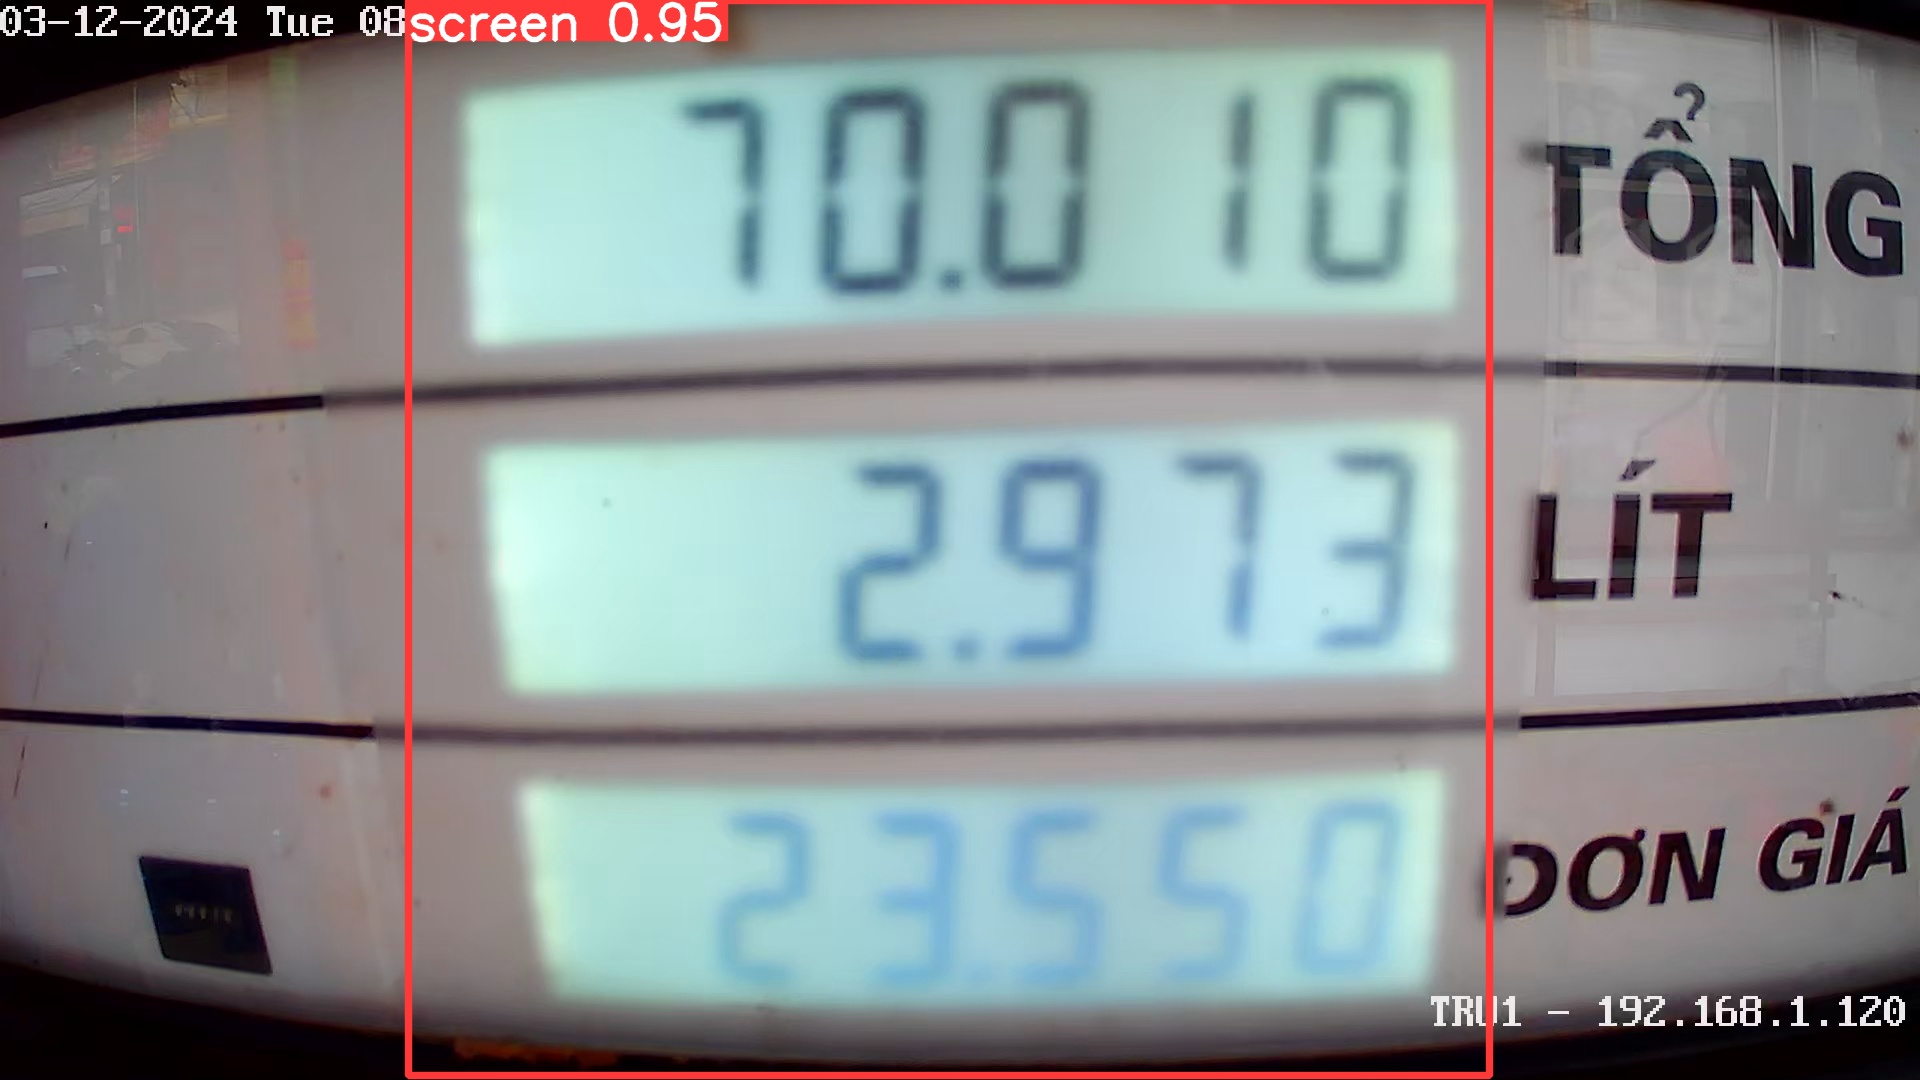 03-12-2024 Tue 08
screen 0.95
70.010
TỔNG
2.973
LÍT
23.550
ĐƠN GIÁ
TRU1 - 192.168.1.120